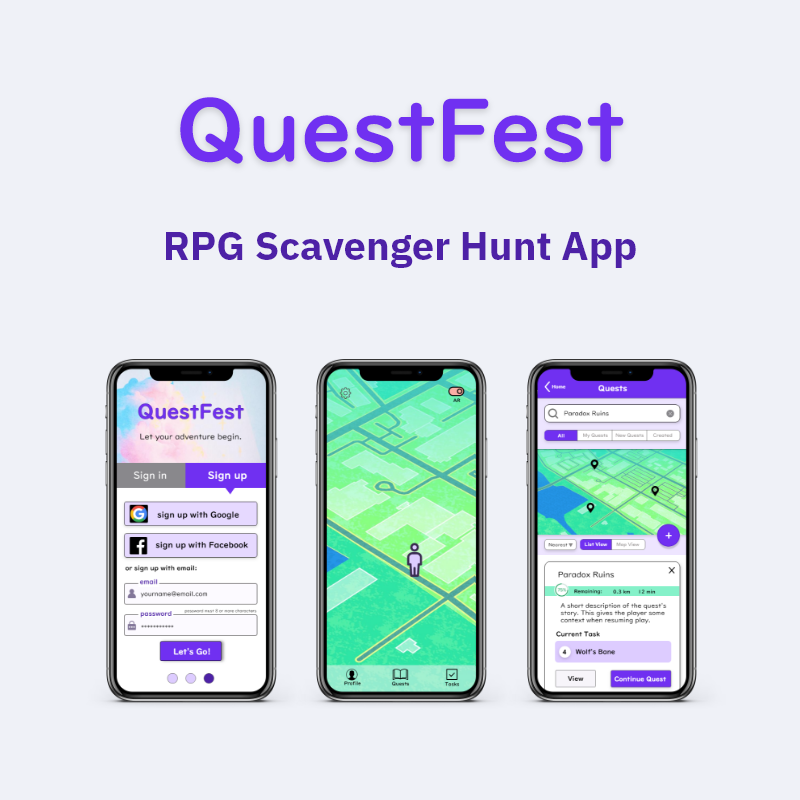 QuestFest
RPG Scavenger Hunt App
QuestFest
Let your adventure begin.
Sign in
Sign up
sign up with Google
sign up with Facebook
or sign up with email:
email
yourname@email.com
password
password must 8 or more characters
***********
Let's Go!
AR
Profile
Quests
Tasks
Home
Quests
Paradox Ruins
All
My Quests
New Quests
Created
+
Nearest
List View
Map View
Paradox Ruins
Remaining: 0.3 km 12 min
A short description of the quest's
story. This gives the player some
context when resuming play.
Current Task
4 Wolf's Bane
View
Continue Quest